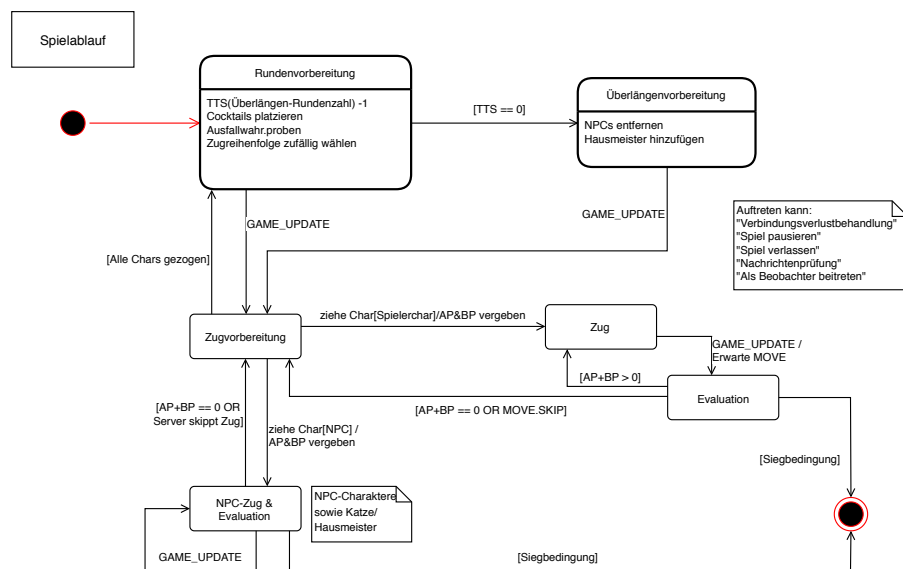 Spielablauf
Rundenvorbereitung
TTS(Überlängen-Rundenzahl) -1
Cocktails platzieren
Ausfallwahr.proben
Zugreihenfolge zufällig wählen
[TTS == 0]
Überlängenvorbereitung
NPCs entfernen
Hausmeister hinzufügen
GAME_UPDATE
GAME_UPDATE
[Alle Chars gezogen]
Auftreten kann:
"Verbindungsverlustbehandlung"
"Spiel pausieren"
"Spiel verlassen"
"Nachrichtenprüfung"
"Als Beobachter beitreten"
Zugvorbereitung
ziehe Char[Spielerchar]/AP&BP vergeben
Zug
GAME_UPDATE /
Erwarte MOVE
[AP+BP > 0]
Evaluation
[AP+BP == 0 OR MOVE.SKIP]
[AP+BP == 0 OR
Server skippt Zug]
ziehe Char[NPC] /
AP&BP vergeben
[Siegbedingung]
NPC-Zug &
Evaluation
NPC-Charaktere
sowie Katze/
Hausmeister
GAME_UPDATE
[Siegbedingung]